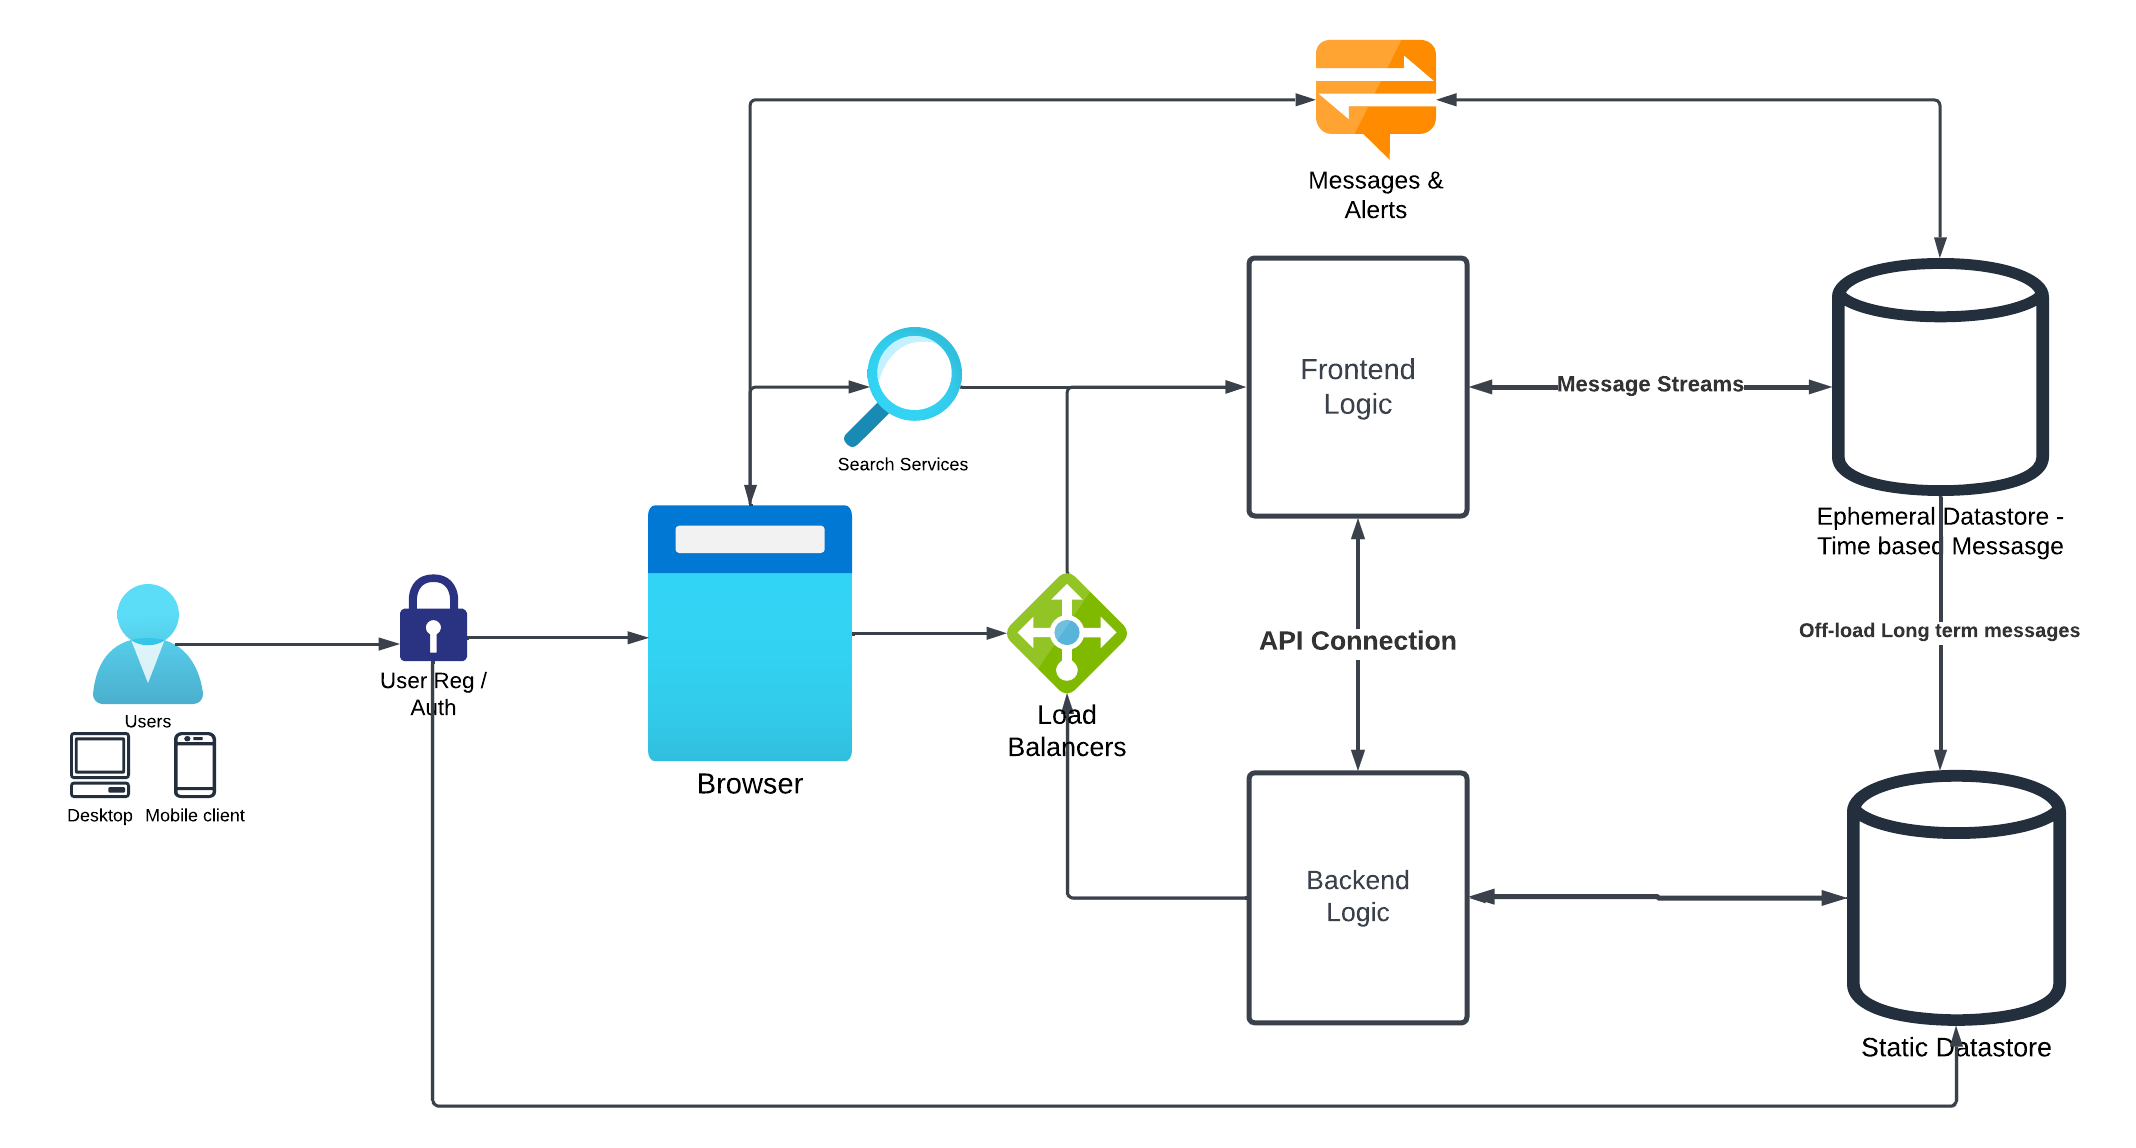 Messages &
Alerts
Frontend
Logic
Message Streams
Search Services
Ephemeral Datastore -
Time based Messasge
Off-load Long term messages
API Connection
User Reg /
Auth
Users
Desktop
Mobile client
Browser
Load
Balancers
Backend
Logic
Static Datastore